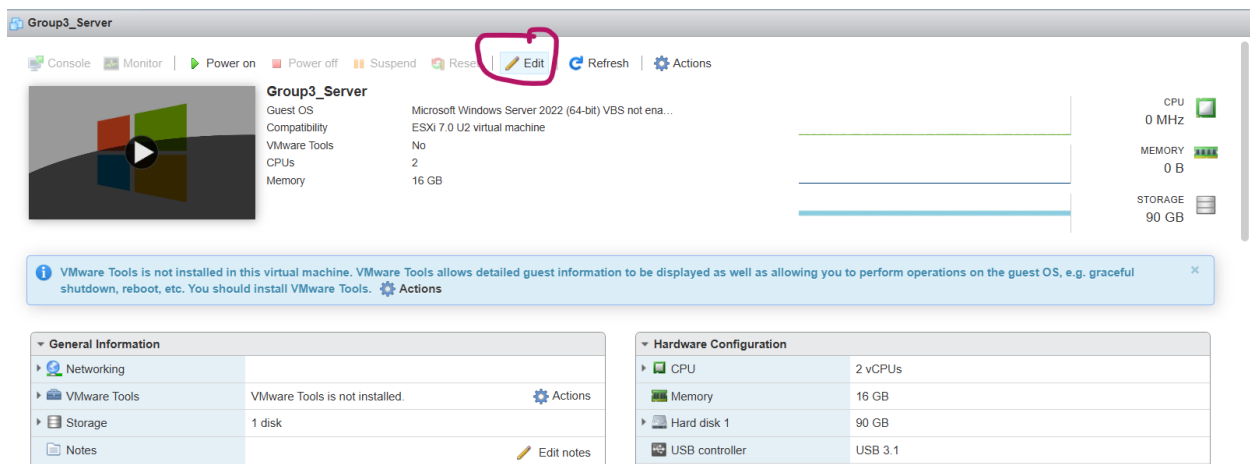 Group3_Server
Console Monitor Power on Power off Suspend Reset Edit Refresh Actions
Group3_Server
Guest OS Microsoft Windows Server 2022 (64-bit) VBS not ena...
Compatibility ESXi 7.0 U2 virtual machine
VMware Tools No
CPUs 2
Memory 16 GB
CPU
0 MHz
MEMORY
0 B
STORAGE
90 GB
VMware Tools is not installed in this virtual machine. VMware Tools allows detailed guest information to be displayed as well as allowing you to perform operations on the guest OS, e.g. graceful
shutdown, reboot, etc. You should install VMware Tools. Actions
General Information
Networking
VMware Tools VMware Tools is not installed. Actions
Storage 1 disk
Notes Edit notes
Hardware Configuration
CPU 2 vCPUs
Memory 16 GB
Hard disk 1 90 GB
USB controller USB 3.1